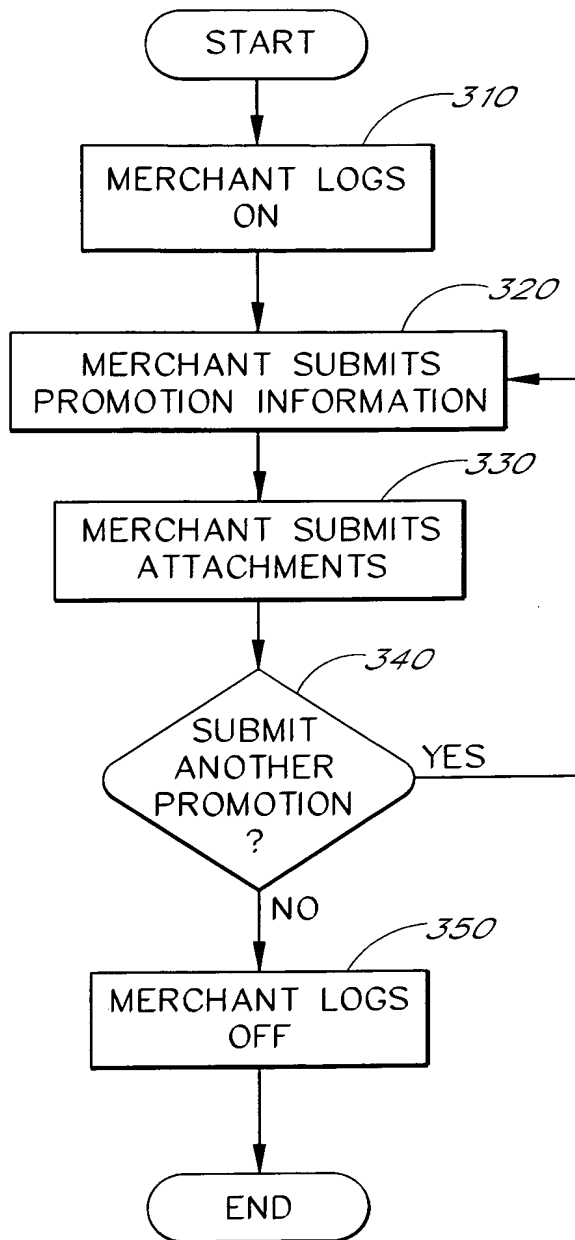 START
310
MERCHANT LOGS
ON
320
MERCHANT SUBMITS
PROMOTION INFORMATION
330
MERCHANT SUBMITS
ATTACHMENTS
340
SUBMIT
ANOTHER
PROMOTION
?
YES
NO
350
MERCHANT LOGS
OFF
END